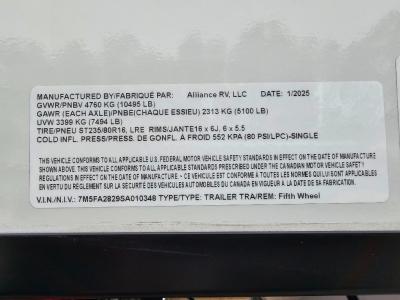 MANUFACTURED BY/FABRIQUÉ PAR: Alliance RV, LLC DATE: 1/2025
GVWR/PNBV 4760 KG (10495 LB)
GAWR (EACH AXLE)/PNBE(CHAQUE ESSIEU) 2313 KG (5100 LB)
UVW 3399 KG (7494 LB)
TIRE/PNEU ST235/80R16, LRE RIMS/JANTE16 x 6J, 6 x 5.5
COLD INFL. PRESS/PRESS. DE GONFL. À FROID 552 KPA (80 PSI/LPC)-SINGLE
THIS VEHICLE CONFORMS TO ALL APPLICABLE U.S. FEDERAL MOTOR VEHICLE SAFETY STANDARDS IN EFFECT ON THE DATE OF MANUFACTURE
SHOWN ABOVE. / THIS VEHICLE CONFORMS TO ALL APPLICABLE STANDARDS PRESCRIBED UNDER THE CANADIAN MOTOR VEHICLE SAFETY
REGULATIONS IN EFFECT ON THE DATE OF MANUFACTURE - CE VÉHICULE EST CONFORME À TOUTES LES NORMES QUI LUI SONT APPLICABLES
EN VERTU DU RÈGLEMENT SUR LA SÉCURITÉ DES VÉHICULES AUTOMOBILES DU CANADA EN VIGUEUR À LA DATE DE SA FABRICATION.
V.I.N./N.I.V.: 7M5FA2829SA010348 TYPE/TYPE: TRAILER TRA/REM: Fifth Wheel